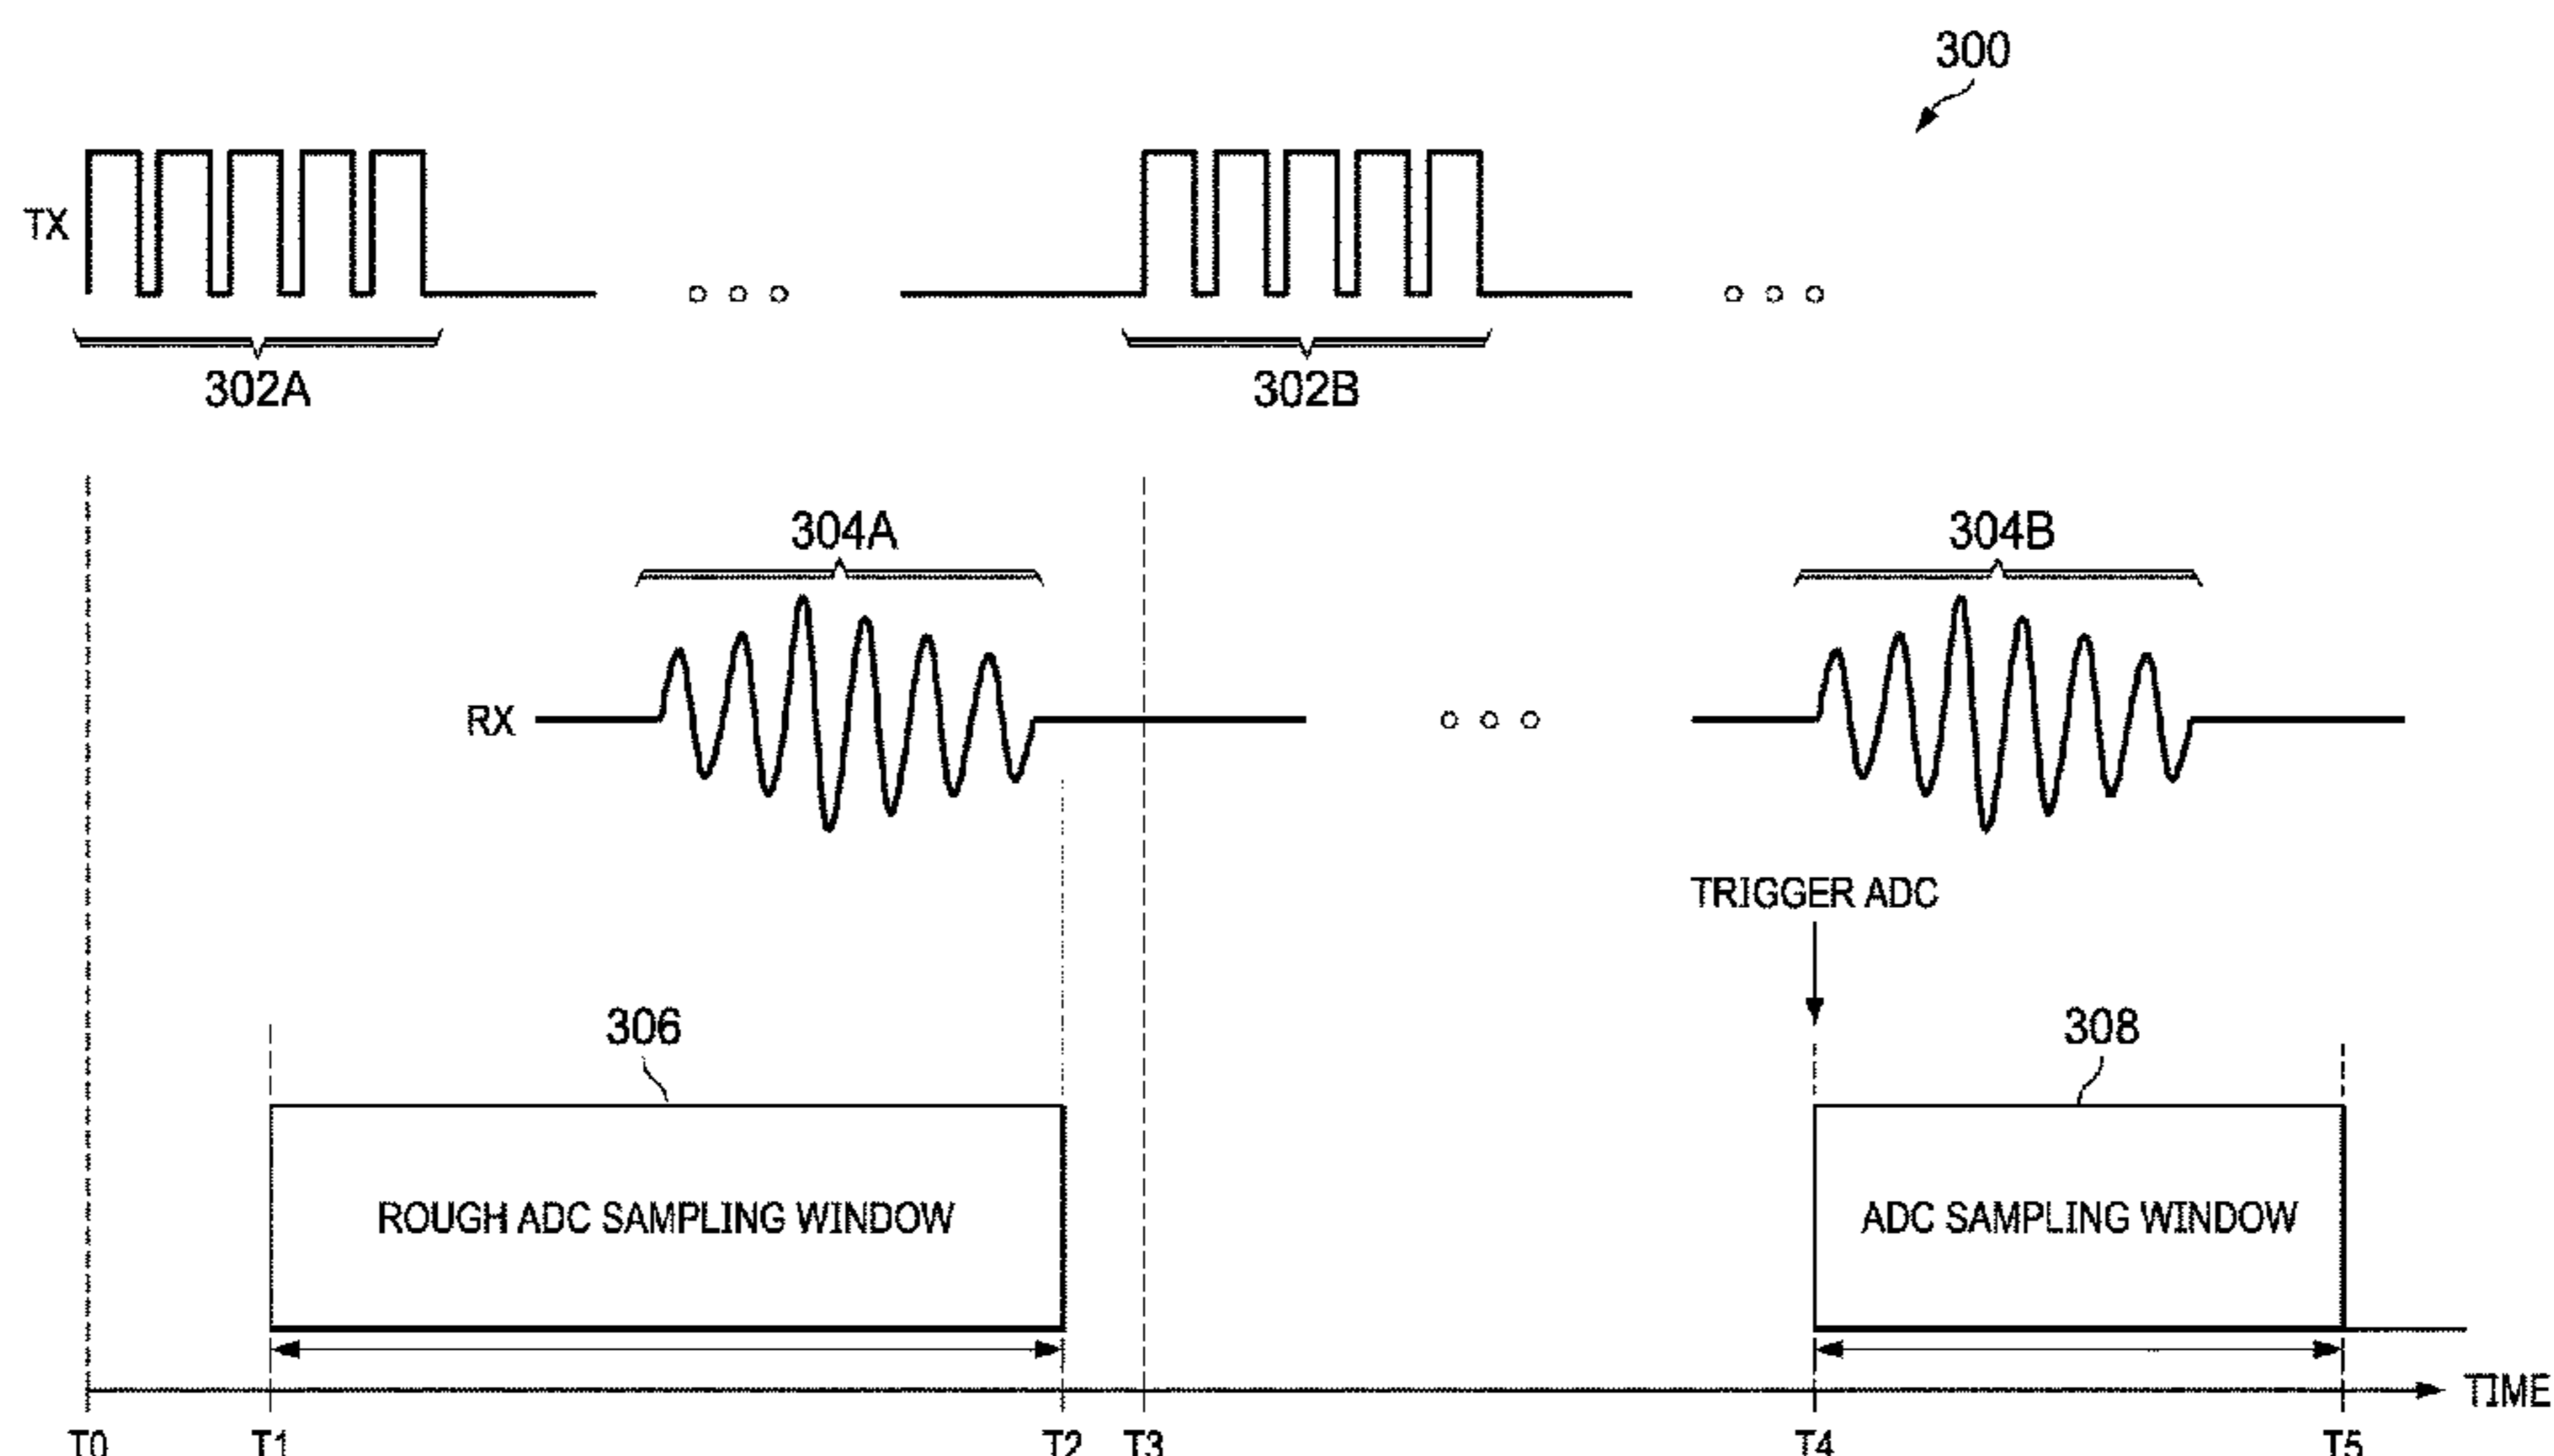 300
TX
302A
302B
304A
304B
RX
TRIGGER ADC
306
308
ROUGH ADC SAMPLING WINDOW
ADC SAMPLING WINDOW
TIME
T0 T1 T2 T3 T4 T5